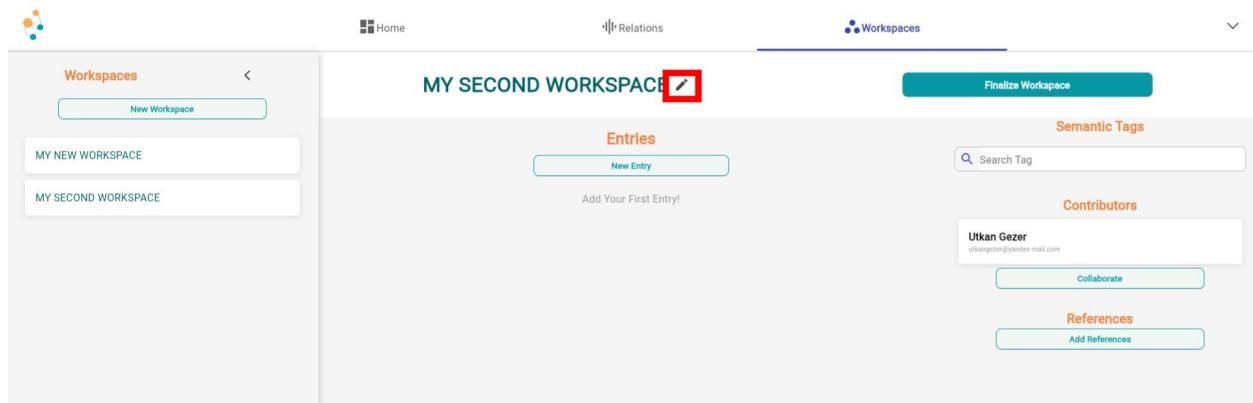 Home
Relations
Workspaces
Workspaces
New Workspace
MY NEW WORKSPACE
MY SECOND WORKSPACE
MY SECOND WORKSPACE
Finalize Workspace
Entries
New Entry
Add Your First Entry!
Semantic Tags
Search Tag
Contributors
Utkan Gezer
utkangezer@yandex-mail.com
Collaborate
References
Add References